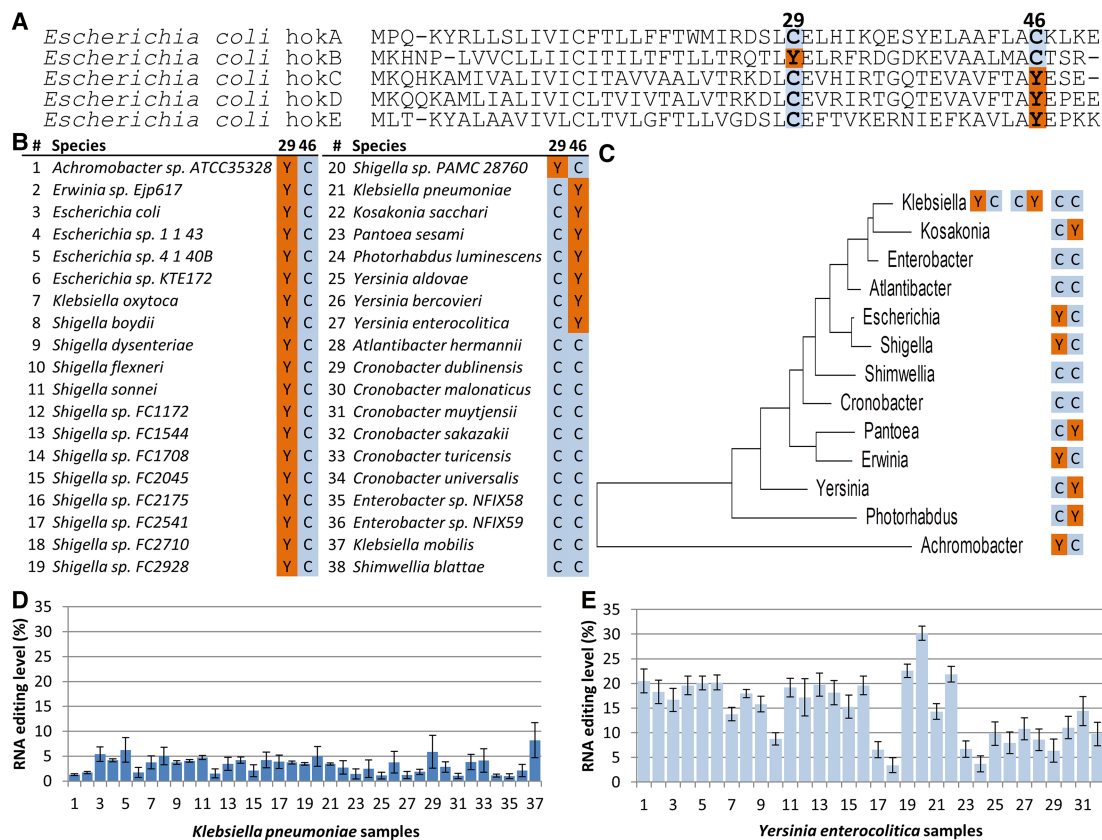 A
29 46
Escherichia coli hokA MPQ-KYRLLSLIVICFTLLFFTWMIRDSLCELHIKQESYELAAFLACKLKE
Escherichia coli hokB MKHNP-LVVCLLIICITILTFTLLTRQTLYELRFRDGDKEVAALMACTSR-
Escherichia coli hokC MKQHKAMIVALIVICITAVVAALVTRKDLCEVHIRTGQTEVAVFTAYESE-
Escherichia coli hokD MKQQKAMLIALIVICLTVIVTALVTRKDLCEVRIRTGQTEVAVFTAYEPEE
Escherichia coli hokE MLT-KYALAAVIVLCLTVLGFTLLVGDSLCEFTVKERNIEFKAVLAYEPKK
B
# Species 29 46
1 Achromobacter sp. ATCC35328 Y C
2 Erwinia sp. Ejp617 Y C
3 Escherichia coli Y C
4 Escherichia sp. 1 1 43 Y C
5 Escherichia sp. 4 1 40B Y C
6 Escherichia sp. KTE172 Y C
7 Klebsiella oxytoca Y C
8 Shigella boydii Y C
9 Shigella dysenteriae Y C
10 Shigella flexneri Y C
11 Shigella sonnei Y C
12 Shigella sp. FC1172 Y C
13 Shigella sp. FC1544 Y C
14 Shigella sp. FC1708 Y C
15 Shigella sp. FC2045 Y C
16 Shigella sp. FC2175 Y C
17 Shigella sp. FC2541 Y C
18 Shigella sp. FC2710 Y C
19 Shigella sp. FC2928 Y C
# Species 29 46
20 Shigella sp. PAMC 28760 Y C
21 Klebsiella pneumoniae C Y
22 Kosakonia sacchari C Y
23 Pantoea sesami C Y
24 Photorhabdus luminescens C Y
25 Yersinia aldovae C Y
26 Yersinia bercovieri C Y
27 Yersinia enterocolitica C Y
28 Atlantibacter hermannii C C
29 Cronobacter dublinensis C C
30 Cronobacter malonaticus C C
31 Cronobacter muytjensii C C
32 Cronobacter sakazakii C C
33 Cronobacter turicensis C C
34 Cronobacter universalis C C
35 Enterobacter sp. NFIX58 C C
36 Enterobacter sp. NFIX59 C C
37 Klebsiella mobilis C C
38 Shimwellia blattae C C
C
Klebsiella Y C C Y C C
Kosakonia C Y
Enterobacter C C
Atlantibacter C C
Escherichia Y C
Shigella Y C
Shimwellia C C
Cronobacter C C
Pantoea C Y
Erwinia Y C
Yersinia C Y
Photorhabdus C Y
Achromobacter Y C
D
RNA editing level (%)
35
30
25
20
15
10
5
0
1 3 5 7 9 11 13 15 17 19 21 23 25 27 29 31 33 35 37
Klebsiella pneumoniae samples
E
RNA editing level (%)
35
30
25
20
15
10
5
0
1 3 5 7 9 11 13 15 17 19 21 23 25 27 29 31
Yersinia enterocolitica samples